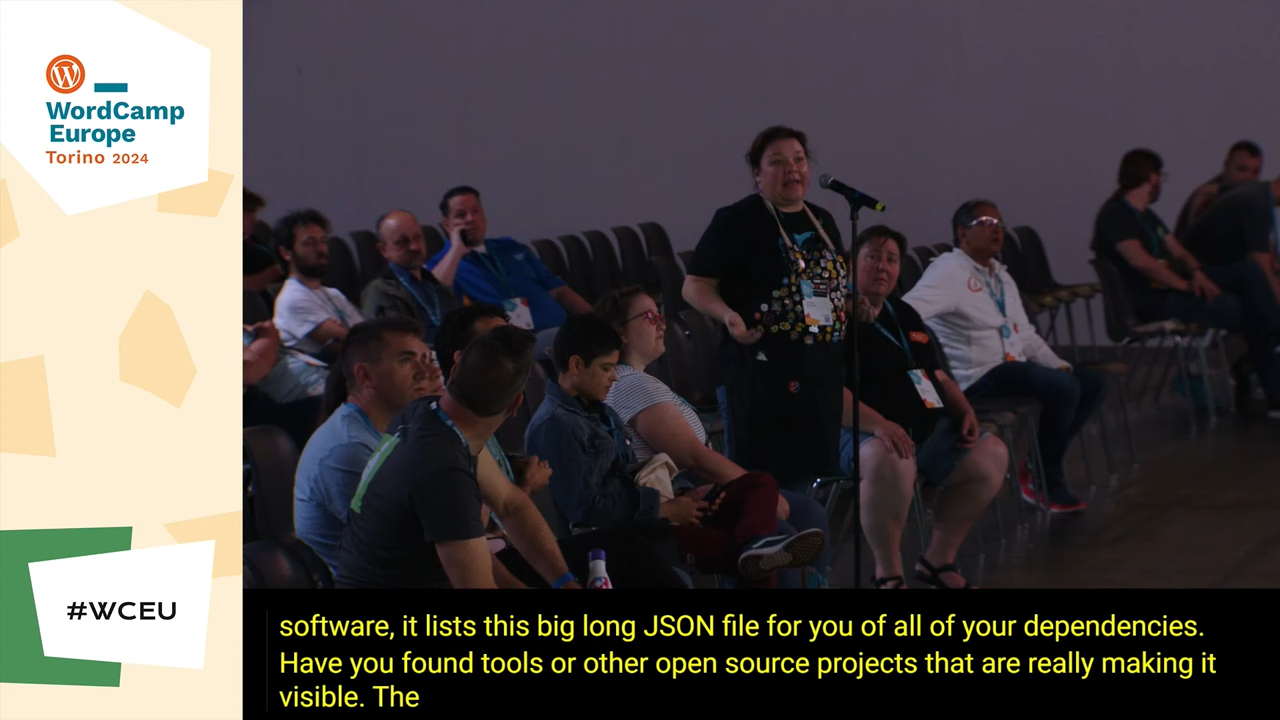 WordCamp
Europe
Torino 2024
#WCEU
software, it lists this big long JSON file for you of all of your dependencies.
Have you found tools or other open source projects that are really making it
visible. The